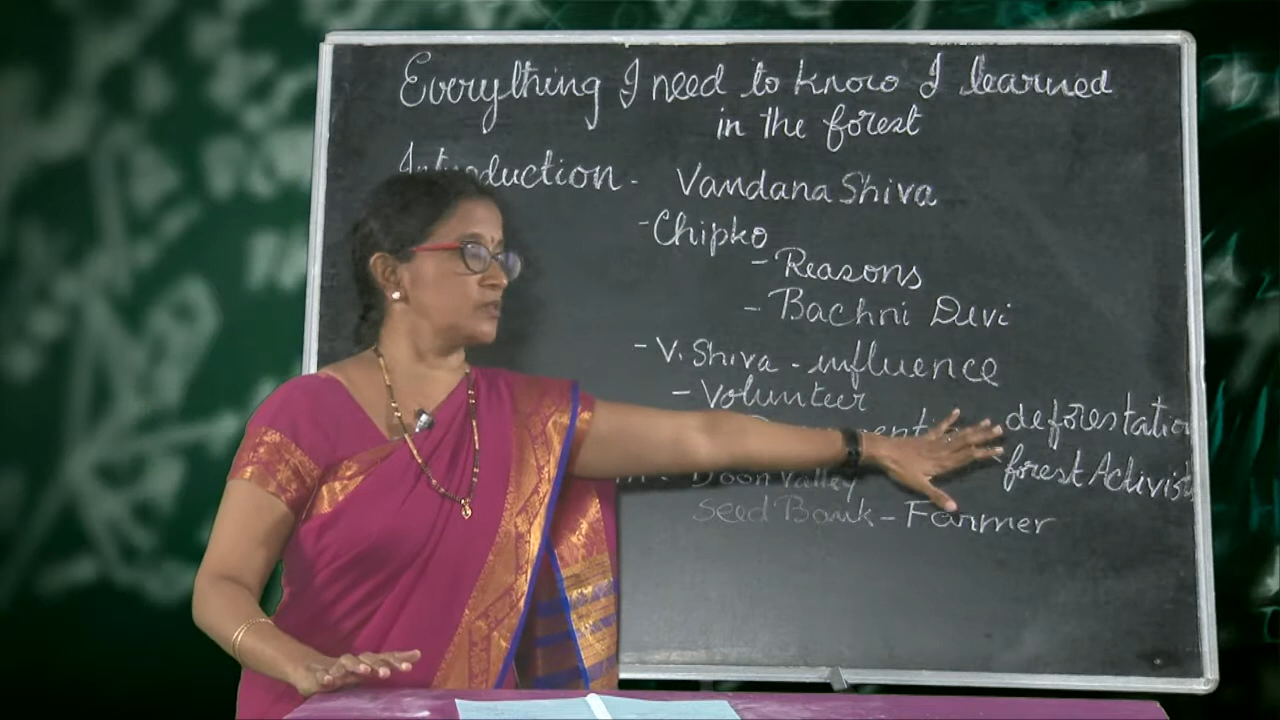 Everything I need to know I learned
in the forest
Introduction - Vandana Shiva
- Chipko
- Reasons
- Bachni Devi
- V. Shiva - influence
- Volunteer
deforestation
forest Activist
Doon Valley
Seed Bank - Farmer